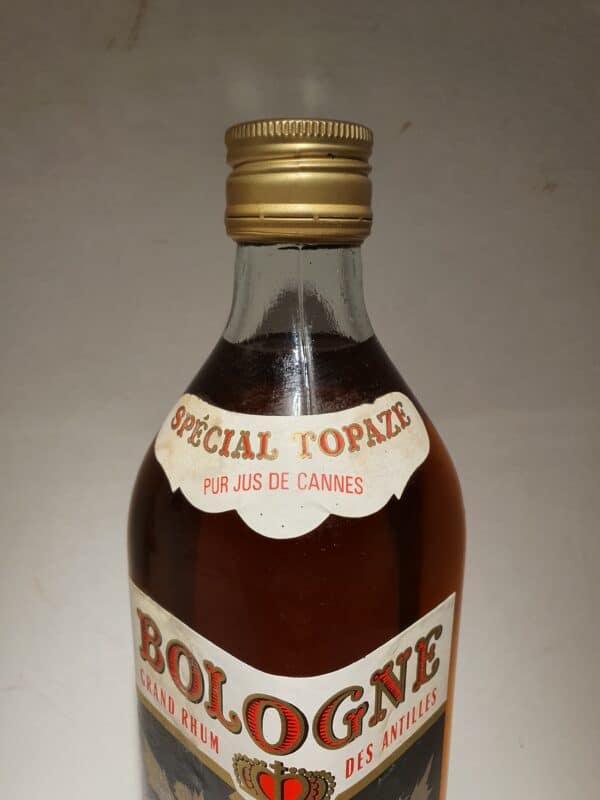 SPÉCIAL TOPAZE
PUR JUS DE CANNES
BOLOGNE
GRAND RHUM DES ANTILLES